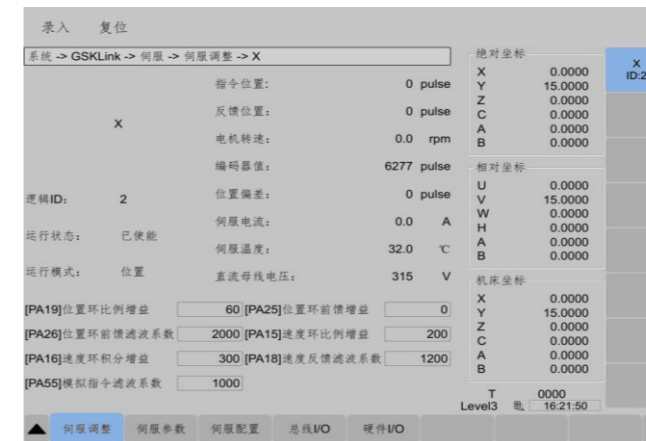 录入 复位
系统 -> GSKLink -> 伺服 -> 伺服调整 -> X
X
逻辑ID: 2
运行状态: 已使能
运行模式: 位置
指令位置: 0 pulse
反馈位置: 0 pulse
电机转速: 0.0 rpm
编码器值: 6277 pulse
位置偏差: 0 pulse
伺服电流: 0.0 A
伺服温度: 32.0 ℃
直流母线电压: 315 V
[PA19]位置环比例增益 60 [PA25]位置环前馈增益 0
[PA26]位置环前馈滤波系数 2000 [PA15]速度环比例增益 200
[PA16]速度环积分增益 300 [PA18]速度反馈滤波系数 1200
[PA55]模拟指令滤波系数 1000
绝对坐标
X 0.0000
Y 15.0000
Z 0.0000
C 0.0000
A 0.0000
B 0.0000
相对坐标
U 0.0000
V 15.0000
W 0.0000
H 0.0000
A 0.0000
B 0.0000
机床坐标
X 0.0000
Y 15.0000
Z 0.0000
C 0.0000
A 0.0000
B 0.0000
T 0000
Level3 16:21:50
X
ID:2
伺服调整 伺服参数 伺服配置 总线I/O 硬件I/O